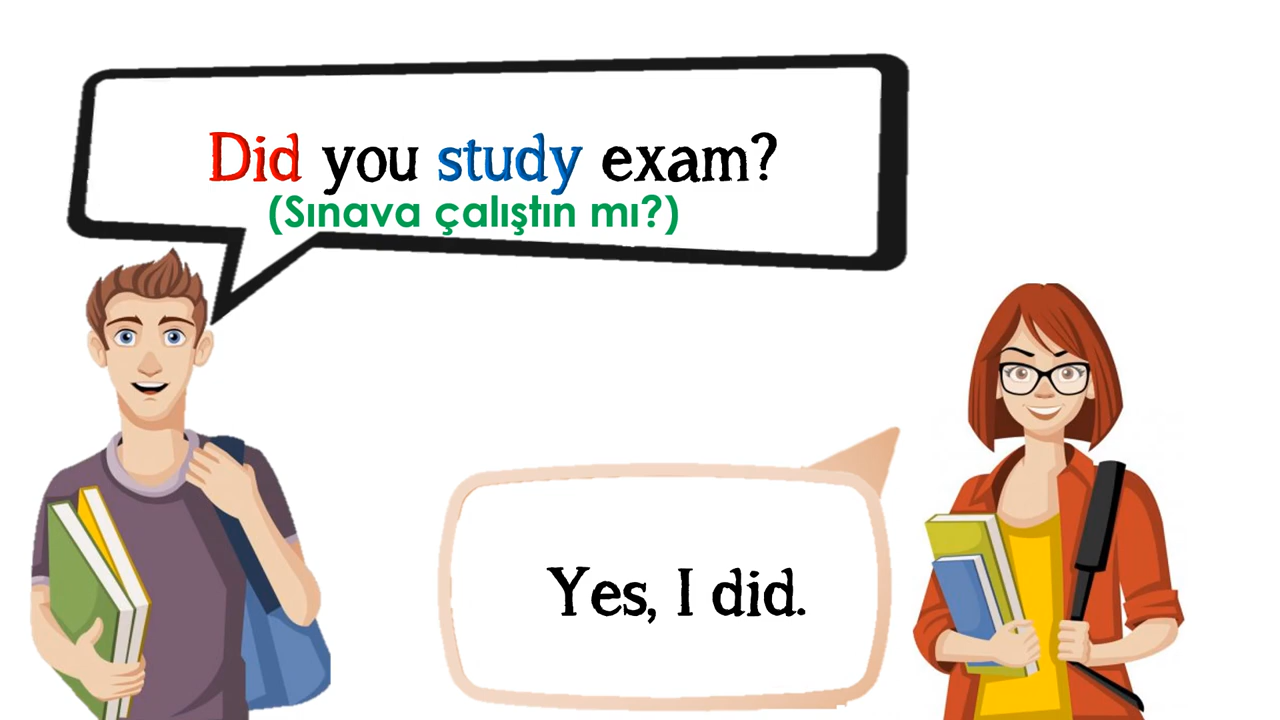 Did you study exam?
(Sınava çalıştın mı?)
Yes, I did.